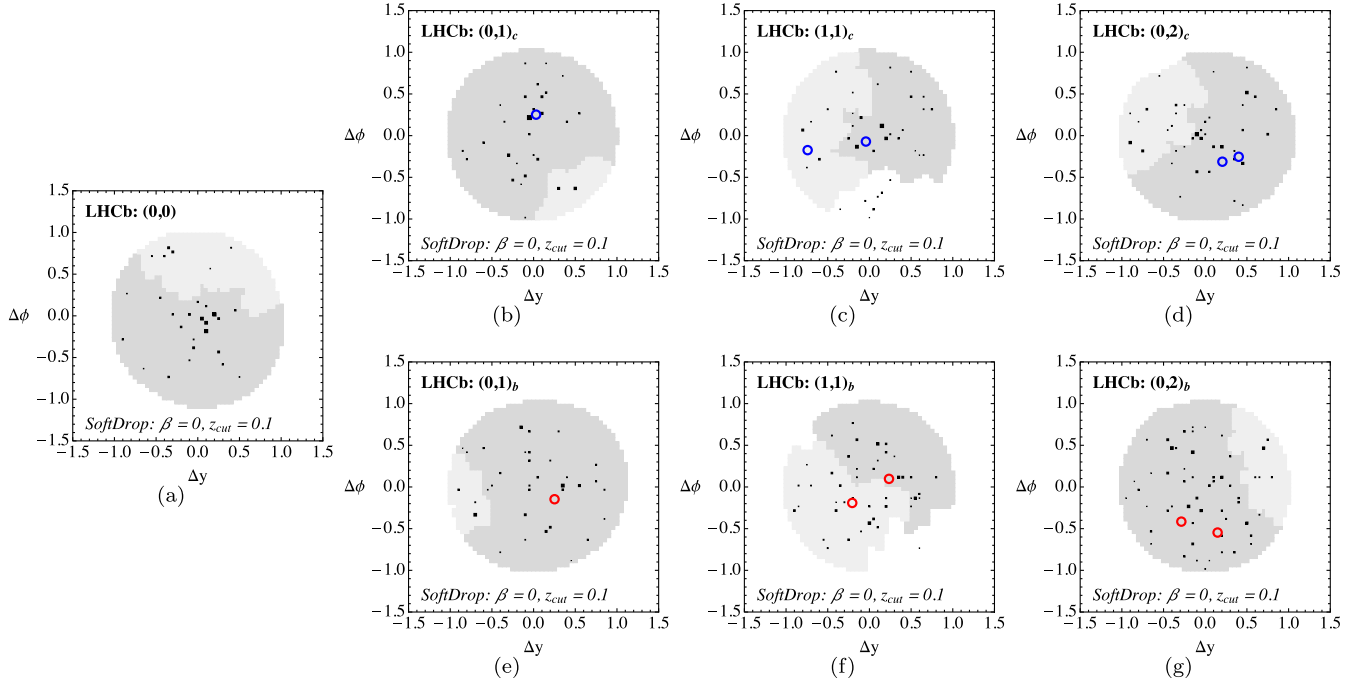 LHCb: (0,0)
SoftDrop: β = 0, z_cut = 0.1
1.5
1.0
0.5
0.0
−0.5
−1.0
−1.5
Δϕ
−1.5 −1.0 −0.5 0.0 0.5 1.0 1.5
Δy
(a)
LHCb: (0,1)_c
SoftDrop: β = 0, z_cut = 0.1
1.5
1.0
0.5
0.0
−0.5
−1.0
−1.5
Δϕ
−1.5 −1.0 −0.5 0.0 0.5 1.0 1.5
Δy
(b)
LHCb: (1,1)_c
SoftDrop: β = 0, z_cut = 0.1
1.5
1.0
0.5
0.0
−0.5
−1.0
−1.5
Δϕ
−1.5 −1.0 −0.5 0.0 0.5 1.0 1.5
Δy
(c)
LHCb: (0,2)_c
SoftDrop: β = 0, z_cut = 0.1
1.5
1.0
0.5
0.0
−0.5
−1.0
−1.5
Δϕ
−1.5 −1.0 −0.5 0.0 0.5 1.0 1.5
Δy
(d)
LHCb: (0,1)_b
SoftDrop: β = 0, z_cut = 0.1
1.5
1.0
0.5
0.0
−0.5
−1.0
−1.5
Δϕ
−1.5 −1.0 −0.5 0.0 0.5 1.0 1.5
Δy
(e)
LHCb: (1,1)_b
SoftDrop: β = 0, z_cut = 0.1
1.5
1.0
0.5
0.0
−0.5
−1.0
−1.5
Δϕ
−1.5 −1.0 −0.5 0.0 0.5 1.0 1.5
Δy
(f)
LHCb: (0,2)_b
SoftDrop: β = 0, z_cut = 0.1
1.5
1.0
0.5
0.0
−0.5
−1.0
−1.5
Δϕ
−1.5 −1.0 −0.5 0.0 0.5 1.0 1.5
Δy
(g)